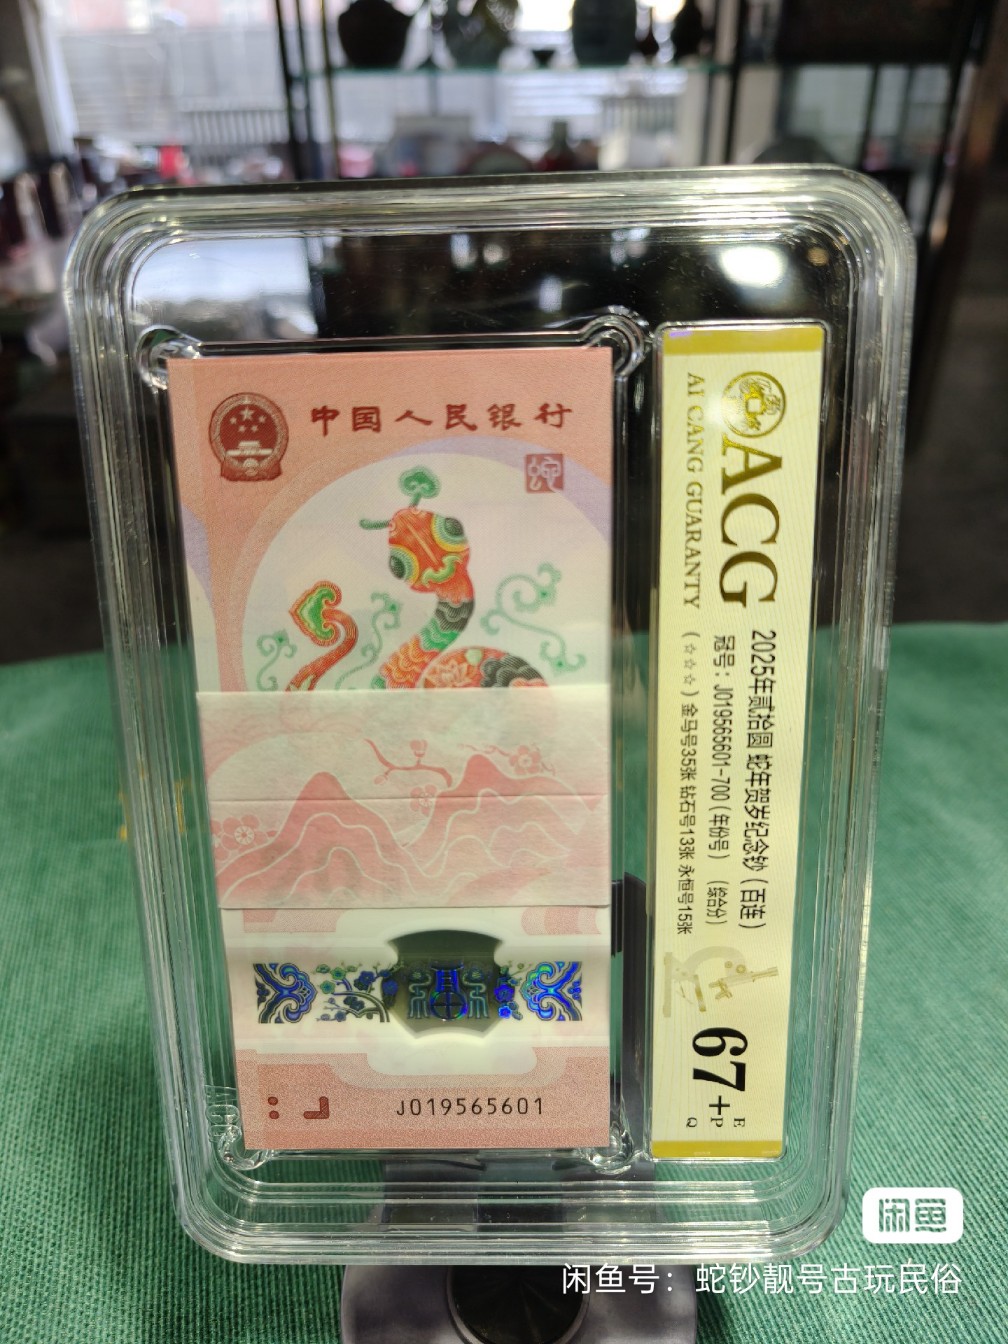 中国人民银行
蛇
J019565601
ACG
AI CANG GUARANTY
2025年贰拾圆 蛇年贺岁纪念钞（百连）
冠号：J019565601-700（年份号）（综合分）
（☆☆☆）金马号35张 钻石号13张 永恒号15张
67+
E
P
Q
闲鱼
闲鱼号：蛇钞靓号古玩民俗